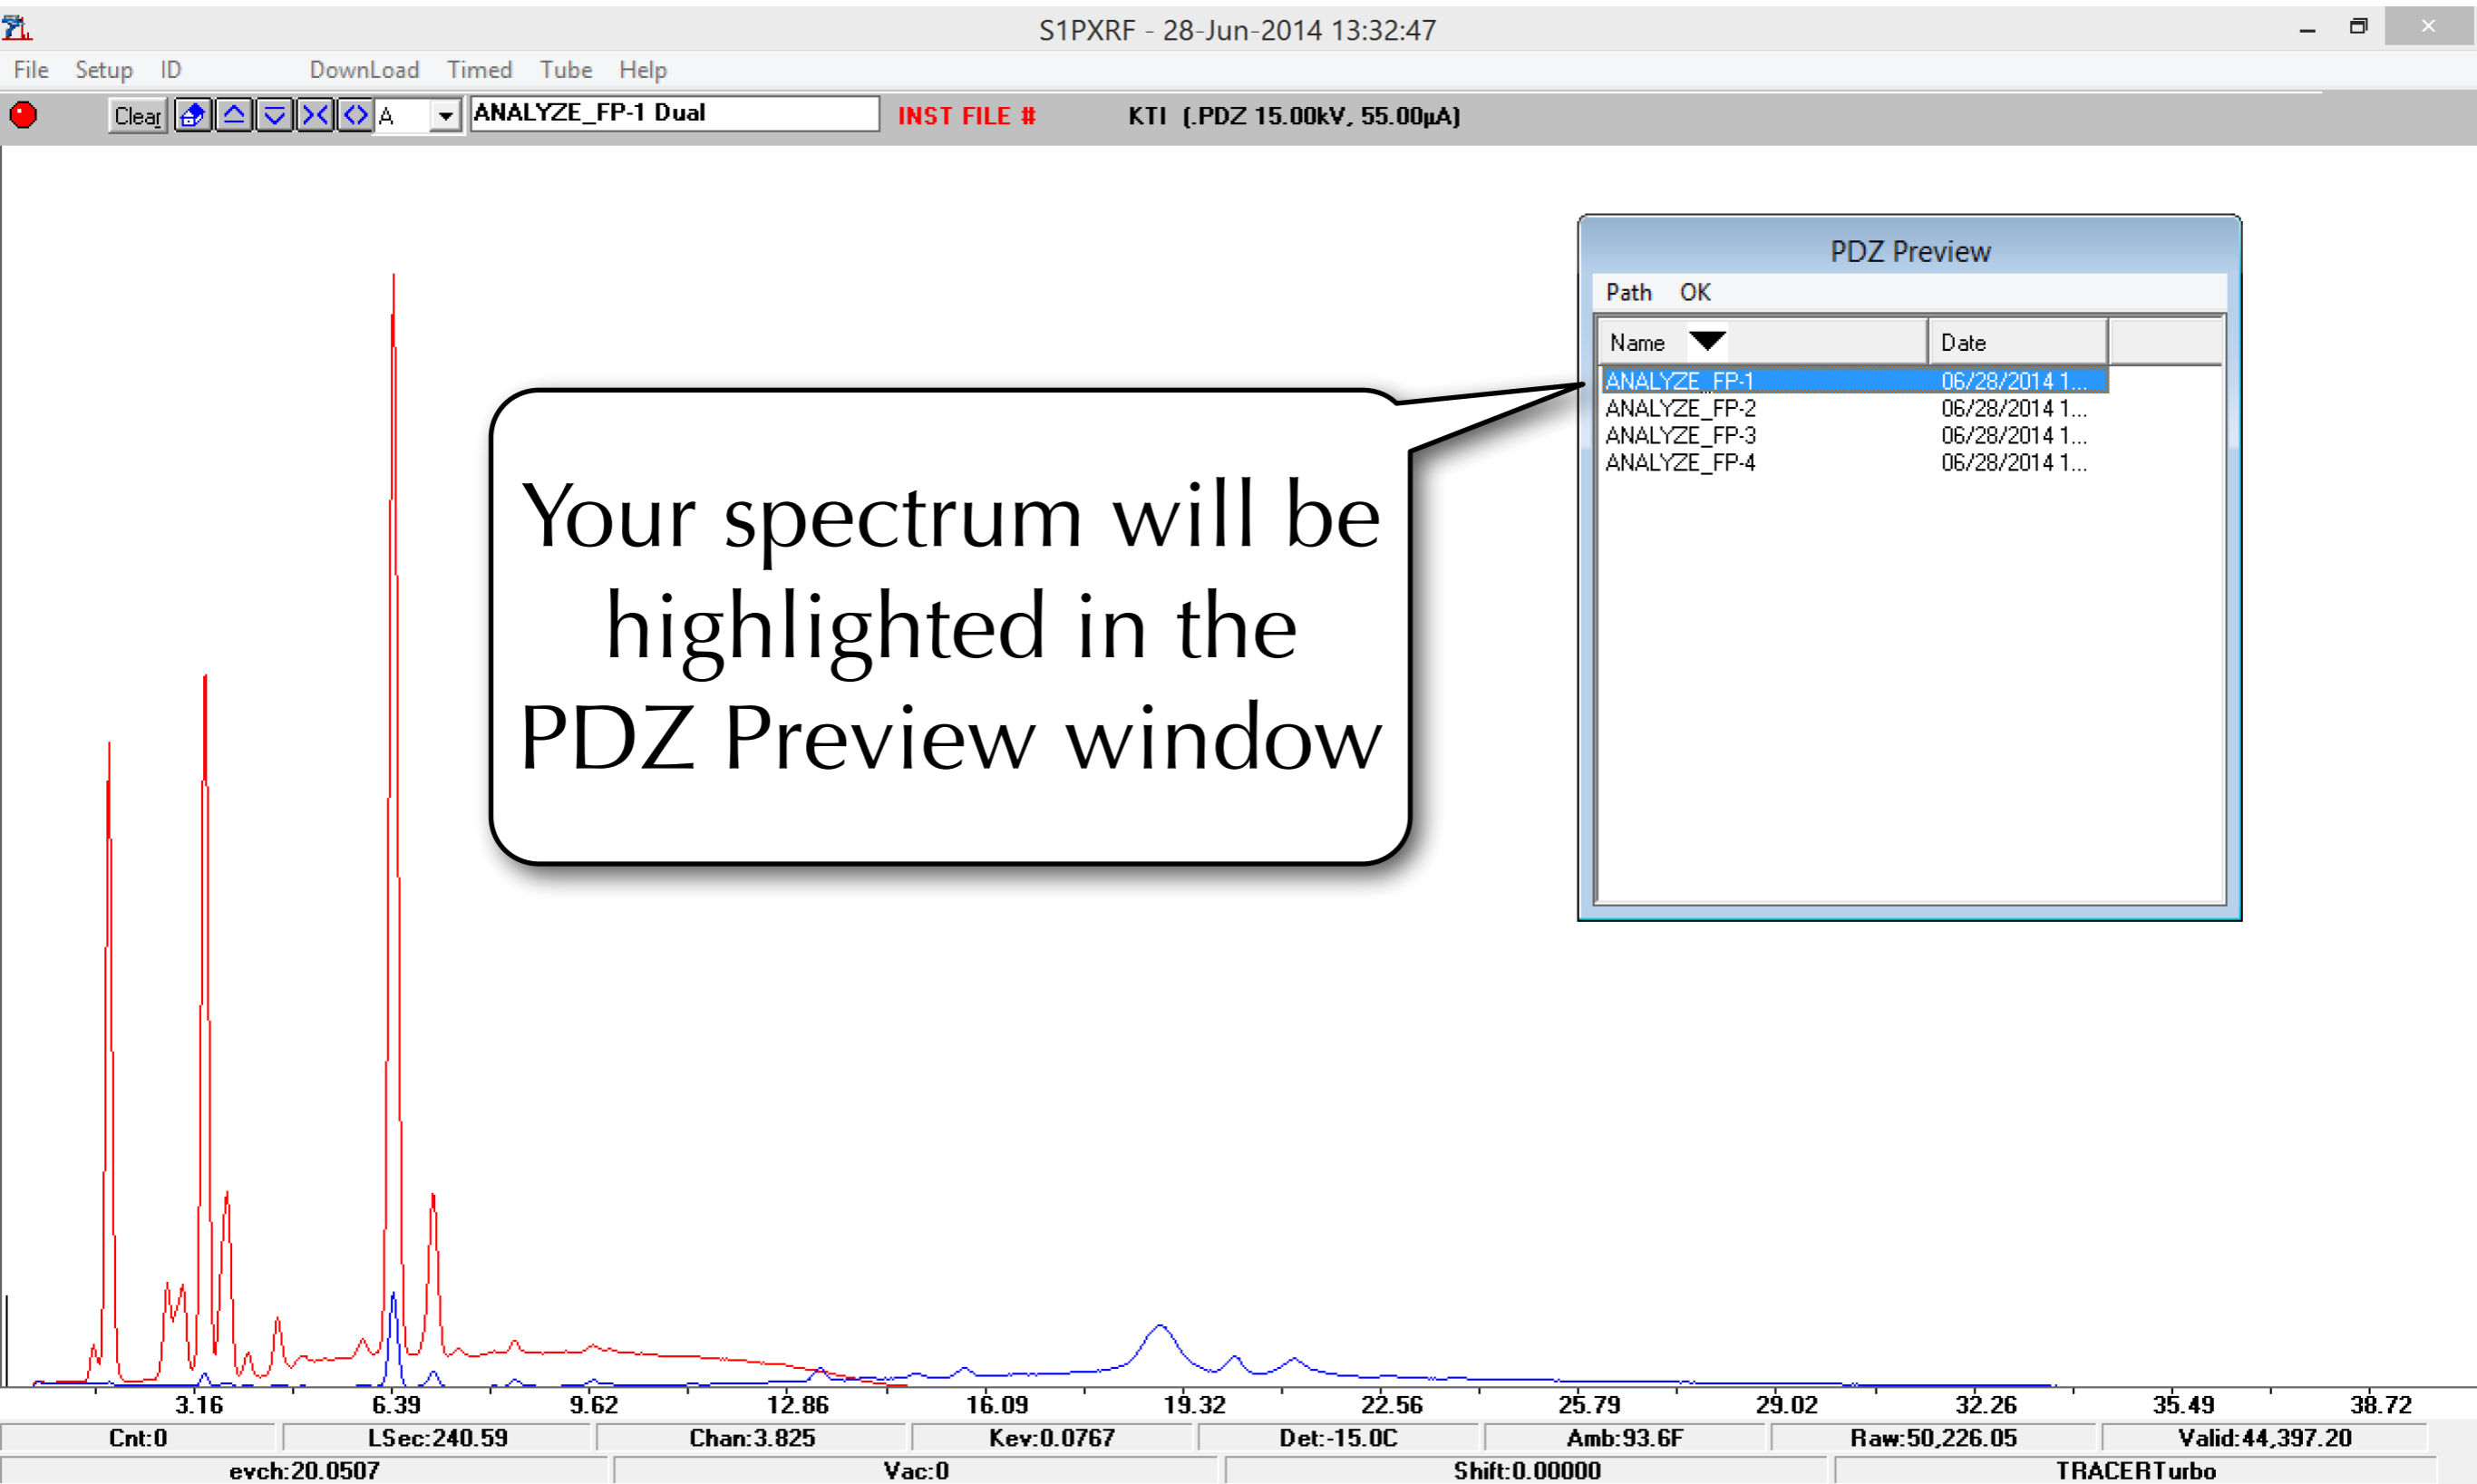 S1PXRF - 28-Jun-2014 13:32:47
File Setup ID DownLoad Timed Tube Help
Clear A ANALYZE_FP-1 Dual INST FILE # KTI (.PDZ 15.00kV, 55.00µA)
PDZ Preview
Path OK
Name Date
ANALYZE_FP-1 06/28/2014 1...
ANALYZE_FP-2 06/28/2014 1...
ANALYZE_FP-3 06/28/2014 1...
ANALYZE_FP-4 06/28/2014 1...
Your spectrum will be
highlighted in the
PDZ Preview window
3.16 6.39 9.62 12.86 16.09 19.32 22.56 25.79 29.02 32.26 35.49 38.72
Cnt:0 LSec:240.59 Chan:3.825 Kev:0.0767 Det:-15.0C Amb:93.6F Raw:50,226.05 Valid:44,397.20
evch:20.0507 Vac:0 Shift:0.00000 TRACERTurbo